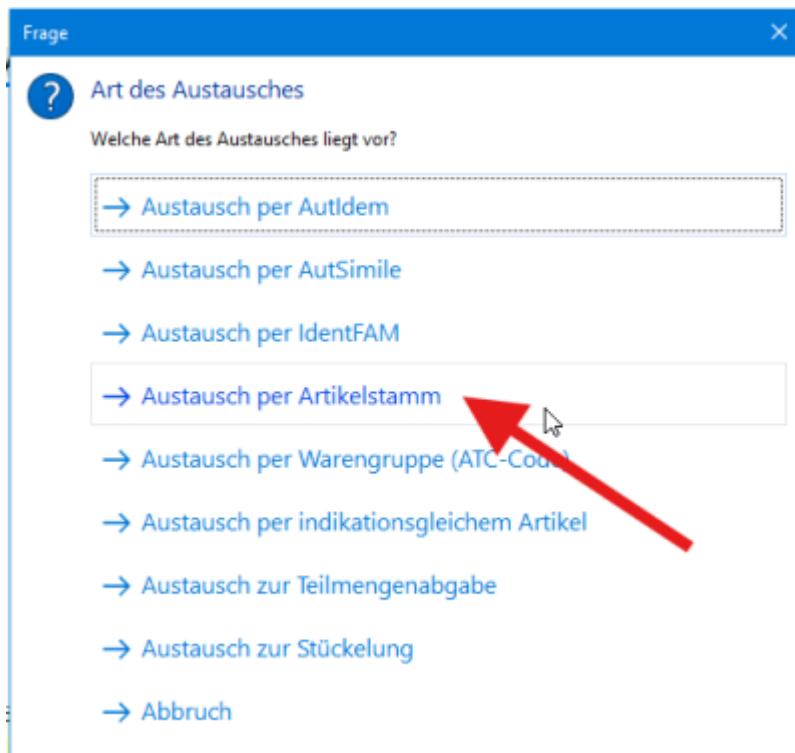 Frage
?
Art des Austausches
Welche Art des Austausches liegt vor?
Austausch per AutIdem
Austausch per AutSimile
Austausch per IdentFAM
Austausch per Artikelstamm
Austausch per Warengruppe (ATC-Code)
Austausch per indikationsgleichem Artikel
Austausch zur Teilmengenabgabe
Austausch zur Stückelung
Abbruch